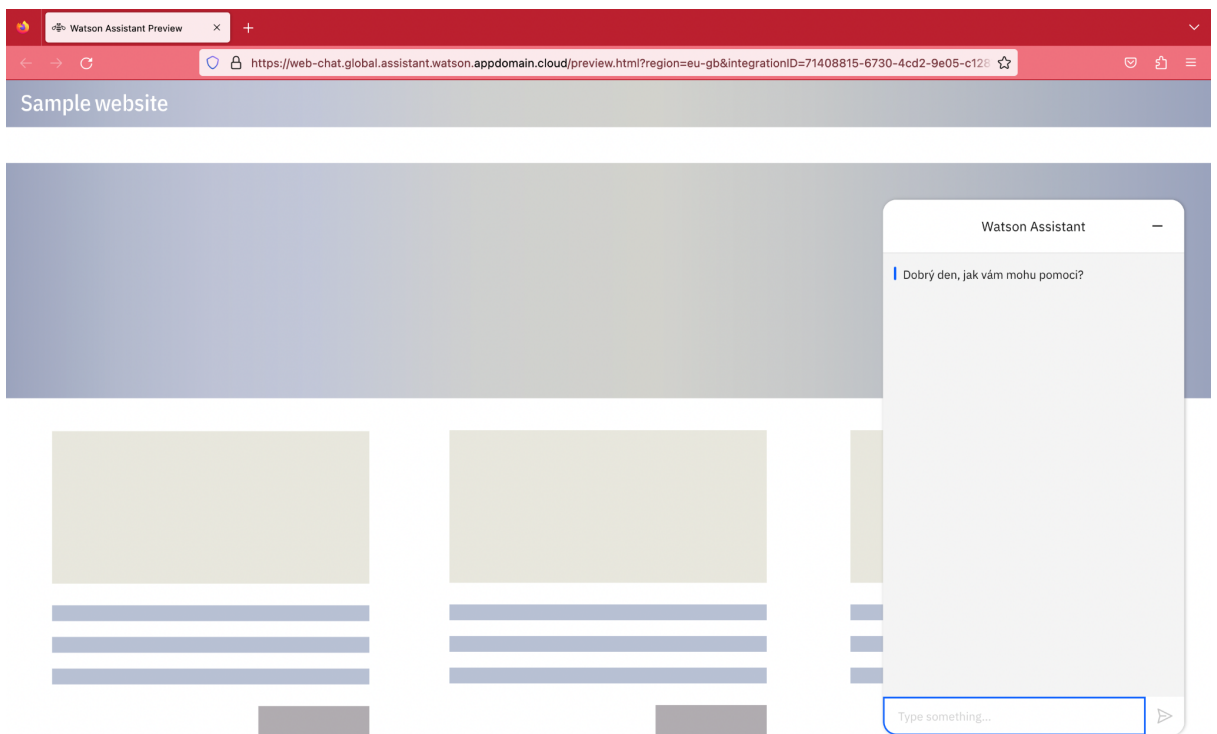 Watson Assistant Preview
https://web-chat.global.assistant.watson.appdomain.cloud/preview.html?region=eu-gb&integrationID=71408815-6730-4cd2-9e05-c128
Sample website
Watson Assistant
Dobrý den, jak vám mohu pomoci?
Type something...